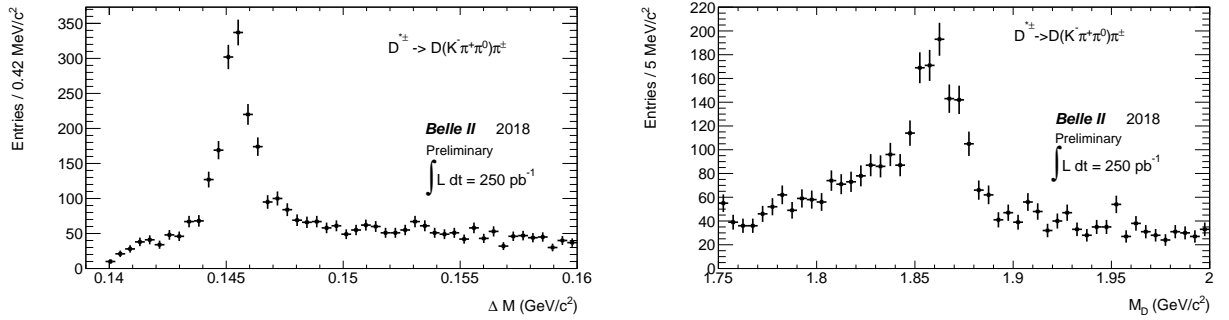 Entries / 0.42 MeV/c²
350
300
250
200
150
100
50
0
D*± -> D(K⁻π⁺π⁰)π±
Belle II 2018
Preliminary
∫ L dt = 250 pb⁻¹
0.14 0.145 0.15 0.155 0.16
Δ M (GeV/c²)
Entries / 5 MeV/c²
220
200
180
160
140
120
100
80
60
40
20
0
D*± ->D(K⁻π⁺π⁰)π±
Belle II 2018
Preliminary
∫ L dt = 250 pb⁻¹
1.75 1.8 1.85 1.9 1.95 2
M_D (GeV/c²)